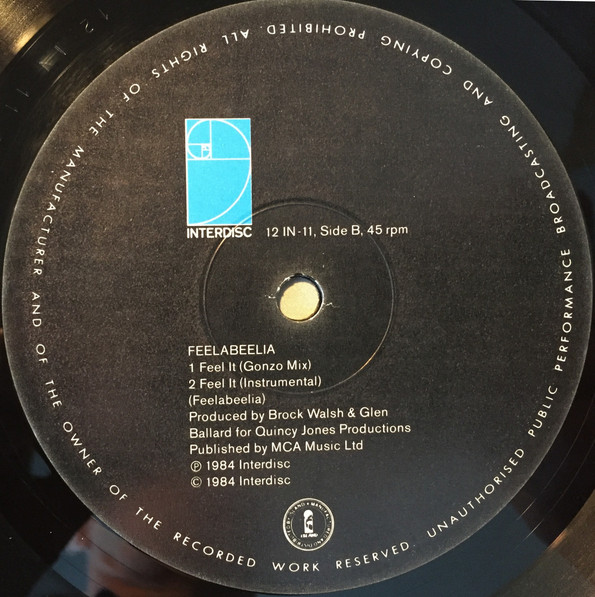 INTERDISC
12 IN-11, Side B, 45 rpm
FEELABEELIA
1 Feel It (Gonzo Mix)
2 Feel It (Instrumental)
(Feelabeelia)
Produced by Brock Walsh & Glen
Ballard for Quincy Jones Productions
Published by MCA Music Ltd
℗ 1984 Interdisc
© 1984 Interdisc
ALL RIGHTS OF THE MANUFACTURER AND OF THE OWNER OF THE RECORDED WORK RESERVED. UNAUTHORISED PUBLIC PERFORMANCE BROADCASTING AND COPYING PROHIBITED.